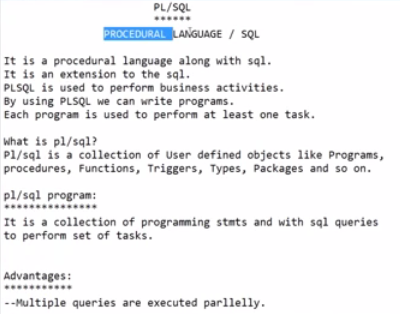 PL/SQL
******
PROCEDURAL LANGUAGE / SQL
It is a procedural language along with sql.
It is an extension to the sql.
PLSQL is used to perform business activities.
By using PLSQL we can write programs.
Each program is used to perform at least one task.
What is pl/sql?
Pl/sql is a collection of User defined objects like Programs,
procedures, Functions, Triggers, Types, Packages and so on.
pl/sql program:
***************
It is a collection of programming stmts and with sql queries
to perform set of tasks.
Advantages:
***********
--Multiple queries are executed parllelly.